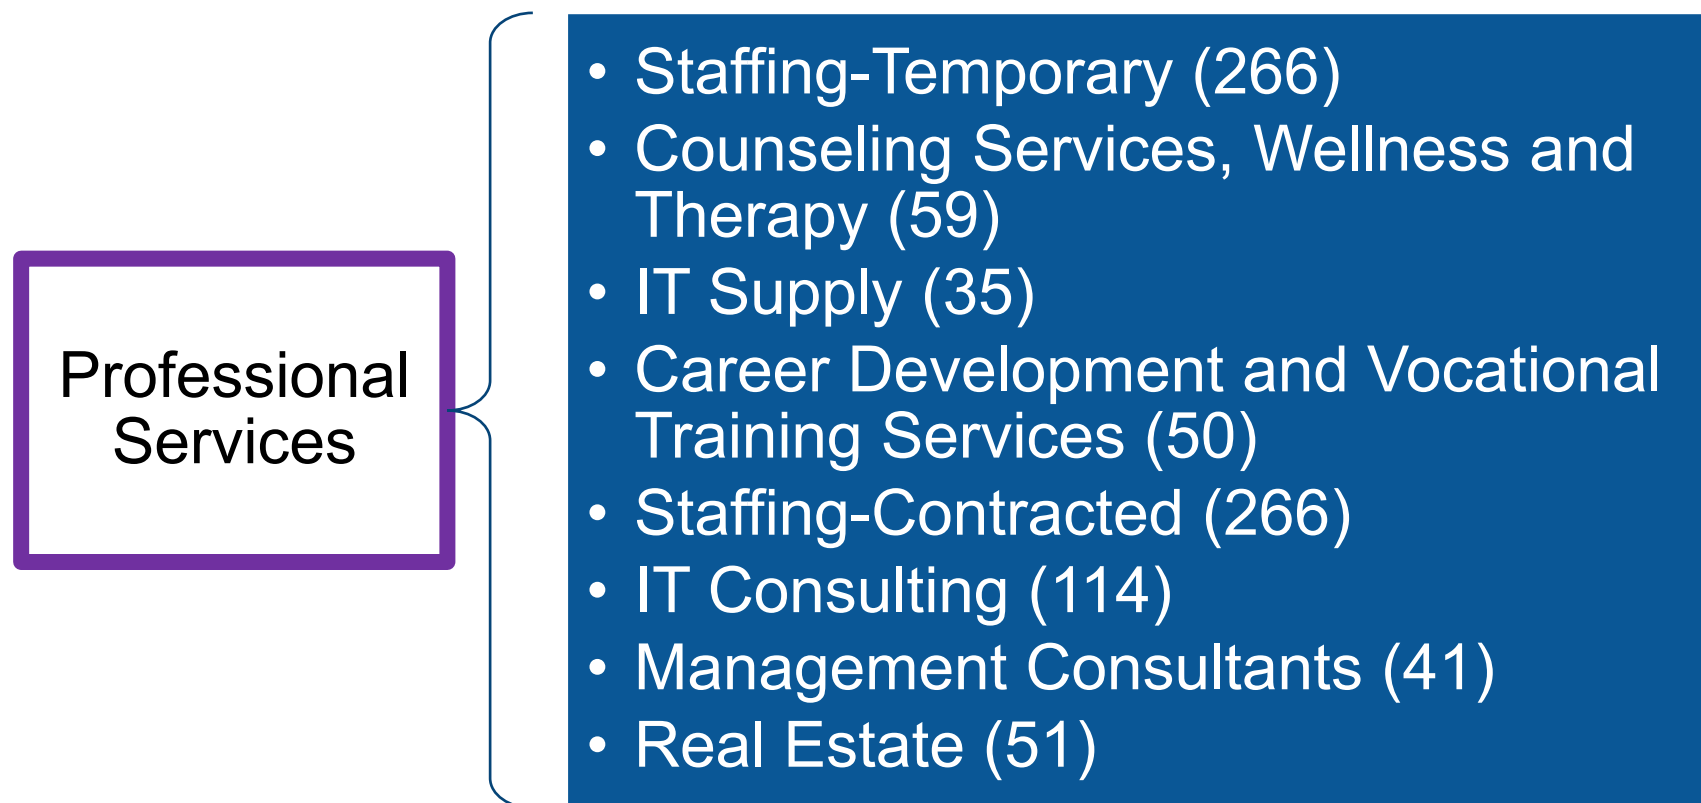 Professional
Services
• Staffing-Temporary (266)
• Counseling Services, Wellness and
Therapy (59)
• IT Supply (35)
• Career Development and Vocational
Training Services (50)
• Staffing-Contracted (266)
• IT Consulting (114)
• Management Consultants (41)
• Real Estate (51)